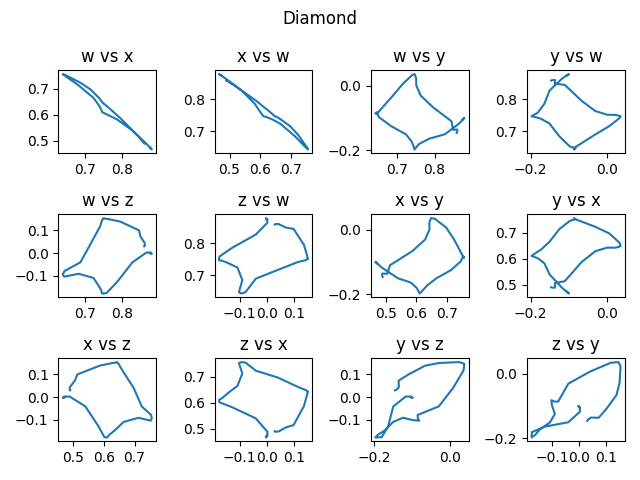 Diamond
w vs x
x vs w
w vs y
y vs w
0.7
0.6
0.5
0.7 0.8
0.8
0.7
0.5 0.6 0.7
0.0
−0.2
0.7 0.8
0.8
0.7
−0.2 0.0
w vs z
z vs w
x vs y
y vs x
0.1
0.0
−0.1
0.7 0.8
0.8
0.7
−0.1 0.0 0.1
0.0
−0.2
0.5 0.6 0.7
0.7
0.6
0.5
−0.2 0.0
x vs z
z vs x
y vs z
z vs y
0.1
0.0
−0.1
0.5 0.6 0.7
0.7
0.6
0.5
−0.1 0.0 0.1
0.1
0.0
−0.1
−0.2 0.0
0.0
−0.2
−0.1 0.0 0.1